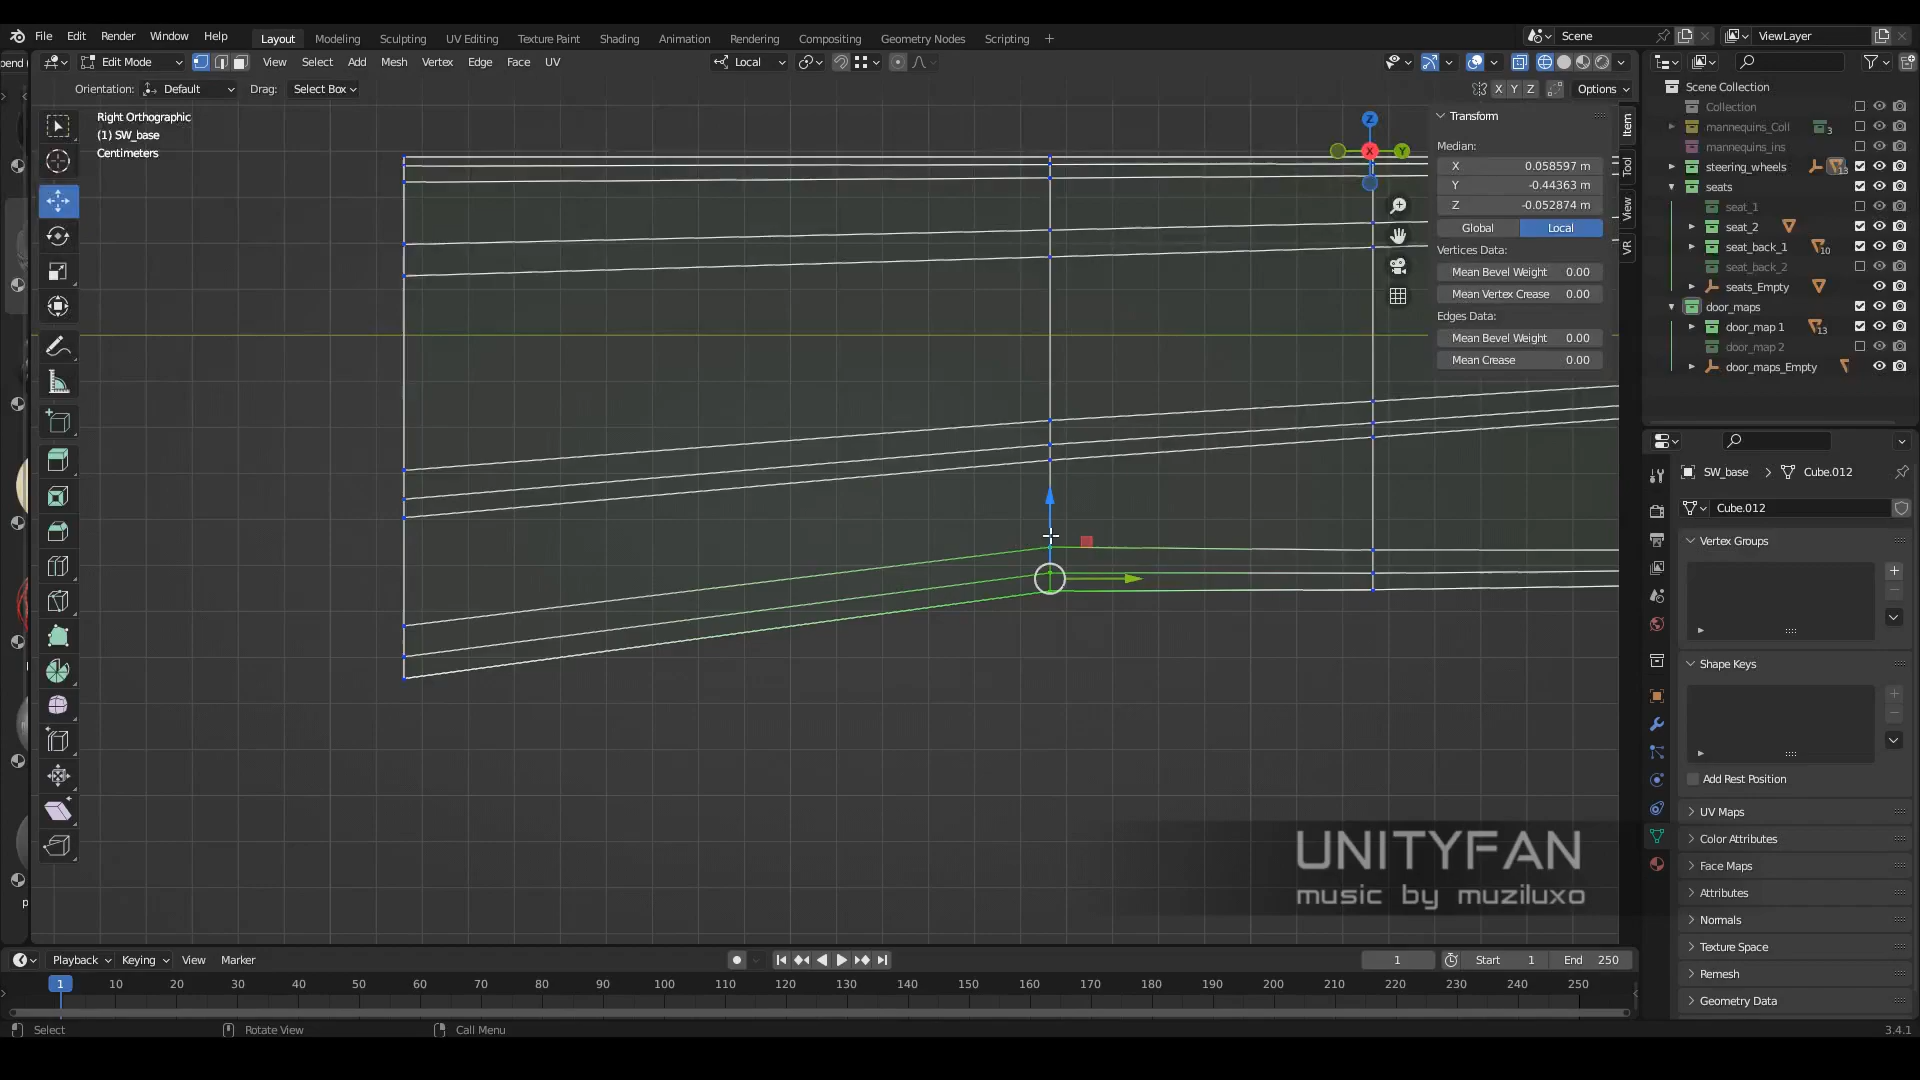 File Edit Render Window Help Layout Modeling Sculpting UV Editing Texture Paint Shading Animation Rendering Compositing Geometry Nodes Scripting + Scene ViewLayer
Edit Mode View Select Add Mesh Vertex Edge Face UV Local
Orientation: Default Drag: Select Box X Y Z Options
Right Orthographic
(1) SW_base
Centimeters
Z
X
Y
Transform
Median:
X 0.058597 m
Y -0.44363 m
Z -0.052874 m
Global Local
Vertices Data:
Mean Bevel Weight 0.00
Mean Vertex Crease 0.00
Edges Data:
Mean Bevel Weight 0.00
Mean Crease 0.00
Item
Tool
View
VR
Scene Collection
Collection
mannequins_Coll 3
mannequins_ins
steering_wheels 13
seats
seat_1
seat_2
seat_back_1 10
seat_back_2
seats_Empty
door_maps
door_map 1 13
door_map 2
door_maps_Empty
SW_base > Cube.012
Cube.012
Vertex Groups
Shape Keys
Add Rest Position
UV Maps
Color Attributes
Face Maps
Attributes
Normals
Texture Space
Remesh
Geometry Data
UNITYFAN
music by muziluxo
Playback Keying View Marker 1 Start 1 End 250
1 10 20 30 40 50 60 70 80 90 100 110 120 130 140 150 160 170 180 190 200 210 220 230 240 250
Select Rotate View Call Menu 3.4.1